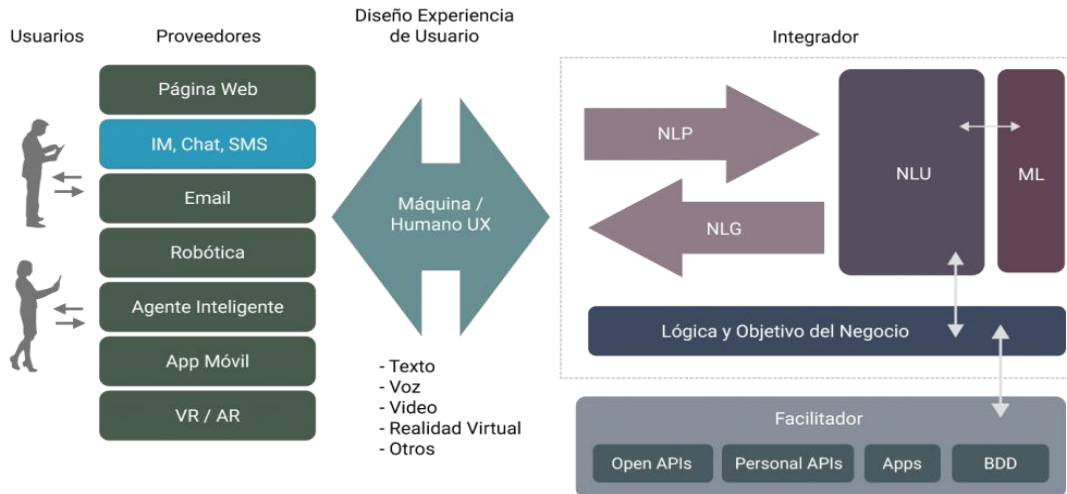 Usuarios
Proveedores
Diseño Experiencia
de Usuario
Integrador
Página Web
IM, Chat, SMS
Email
Robótica
Agente Inteligente
App Móvil
VR / AR
Máquina /
Humano UX
- Texto
- Voz
- Video
- Realidad Virtual
- Otros
NLP
NLG
NLU
ML
Lógica y Objetivo del Negocio
Facilitador
Open APIs
Personal APIs
Apps
BDD